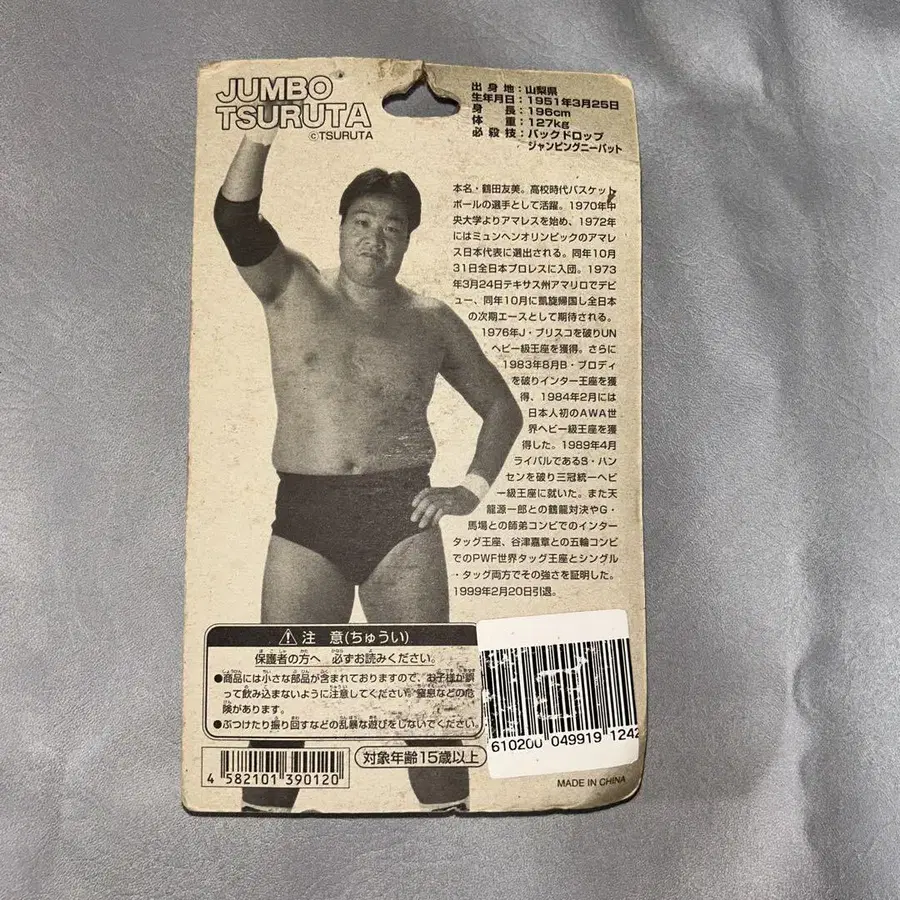 JUMBO
TSURUTA
©TSURUTA
出身地：山梨県
生年月日：1951年3月25日
身長：196cm
体重：127kg
必殺技：バックドロップ
ジャンピングニーパット
本名・鶴田友美。高校時代バスケット
ボールの選手として活躍。1970年中
央大学よりアマレスを始め、1972年
にはミュンヘンオリンピックのアマレ
ス日本代表に選出される。同年10月
31日全日本プロレスに入団。1973
年3月24日テキサス州アマリロでデビ
ュー、同年10月に凱旋帰国し全日本
の次期エースとして期待される。
1976年J・ブリスコを破りUN
ヘビー級王座を獲得。さらに
1983年8月B・ブロディ
を破りインター王座を獲
得、1984年2月には
日本人初のAWA世
界ヘビー級王座を獲
得した。1989年4月
ライバルであるS・ハン
センを破り三冠統一ヘビ
ー級王座に就いた。また天
龍源一郎との鶴龍対決やG・
馬場との師弟コンビでのインター
タッグ王座、谷津嘉章との五輪コンビ
でのPWF世界タッグ王座とシングル
・タッグ両方でその強さを証明した。
1999年2月20日引退。
注 意(ちゅうい)
保護者の方へ 必ずお読みください。
●商品には小さな部品が含まれておりますので、お子様が誤
って飲み込まないように注意してください。窒息などの危
険があります。
●ぶつけたり振り回すなどの乱暴な遊びをしないでください。
4 582101 390120
対象年齢15歳以上
610200 049919 1242
MADE IN CHINA